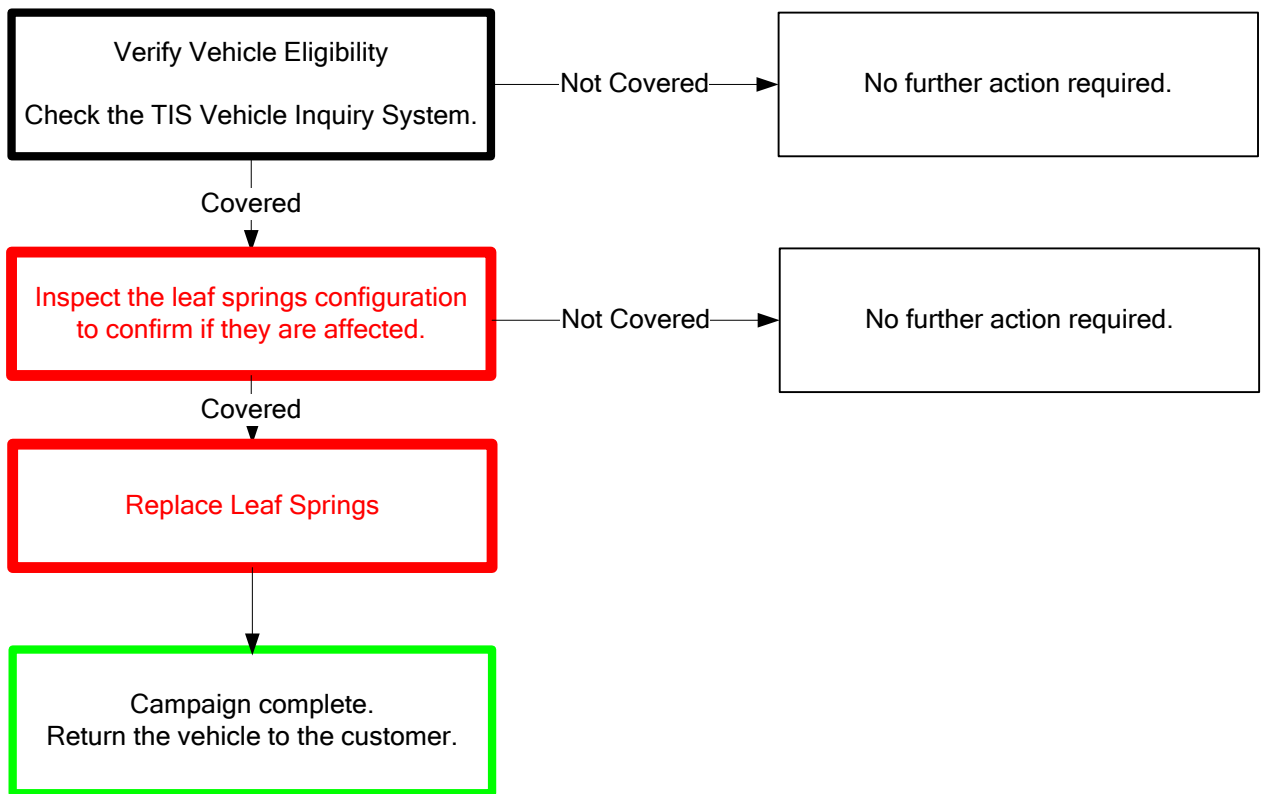 Verify Vehicle Eligibility
Check the TIS Vehicle Inquiry System.
Not Covered
No further action required.
Covered
Inspect the leaf springs configuration
to confirm if they are affected.
Not Covered
No further action required.
Covered
Replace Leaf Springs
Campaign complete.
Return the vehicle to the customer.